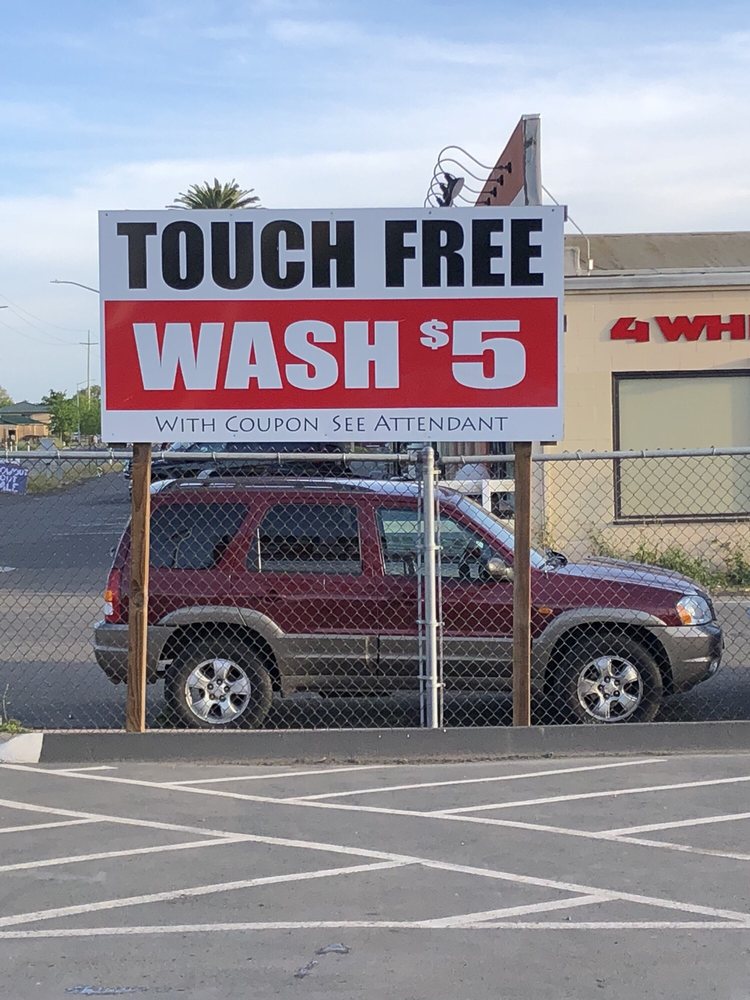 TOUCH FREE
WASH $5
WITH COUPON SEE ATTENDANT
4 WH